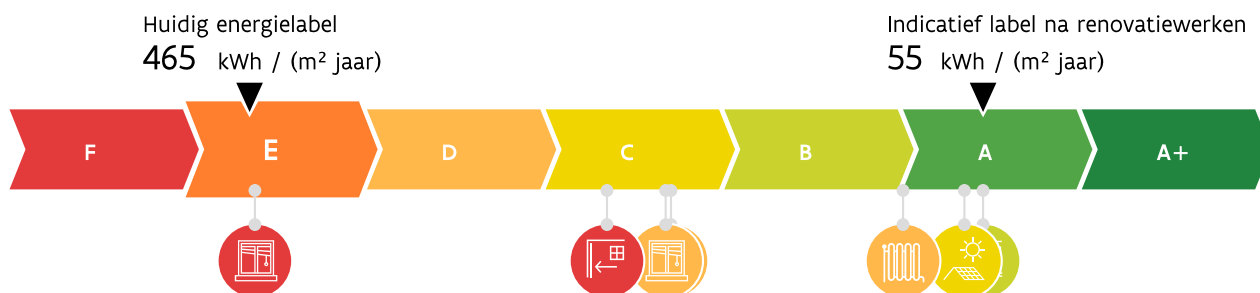 Huidig energielabel
465 kWh / (m² jaar)
Indicatief label na renovatiewerken
55 kWh / (m² jaar)
F E D C B A A+